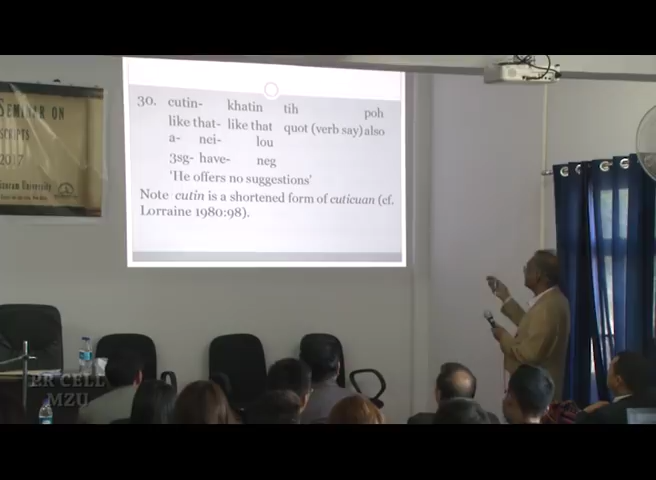 SEMINAR ON
SCRIPTS
2017
Mizoram University
30. cutin- khatin tih poh
like that- like that quot (verb say) also
a- nei- lou
3sg- have- neg
'He offers no suggestions'
Note cutin is a shortened form of cuticuan (cf.
Lorraine 1980:98).
PR CELL
MZU